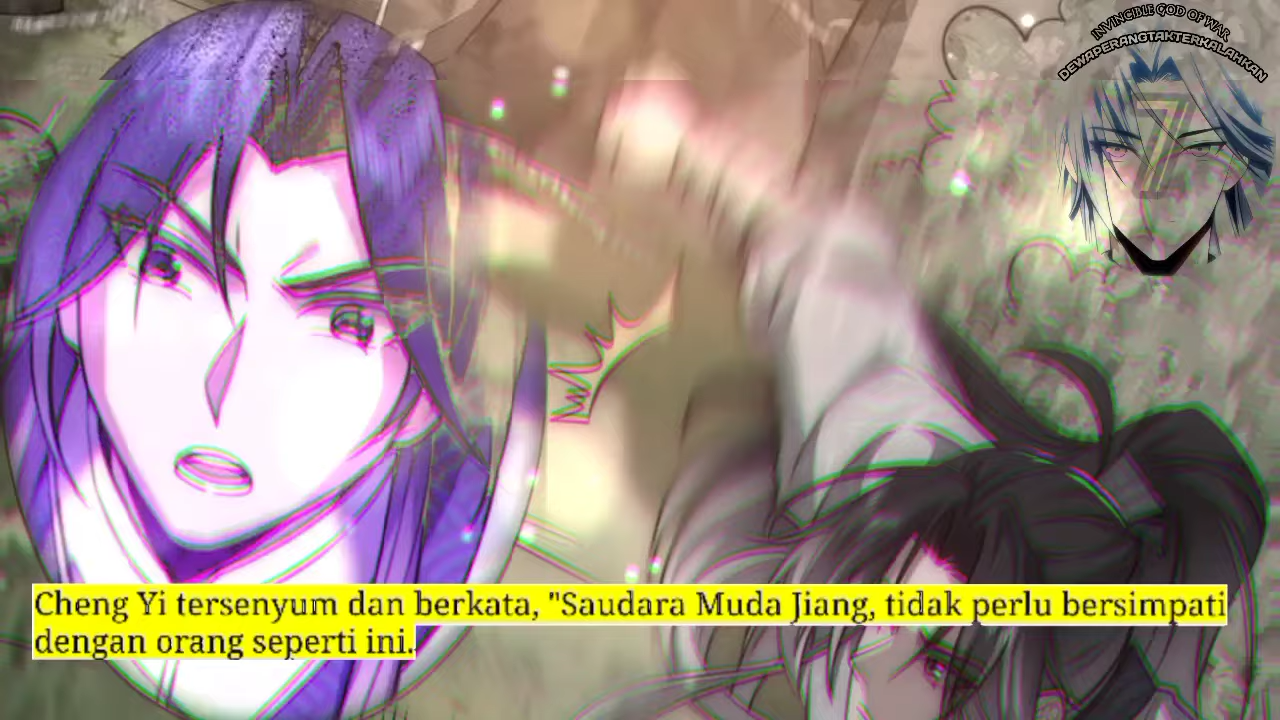 INVINCIBLE GOD OF WAR
DEWAPERANGTAKTERKALAHKAN
7
Cheng Yi tersenyum dan berkata, "Saudara Muda Jiang, tidak perlu bersimpati
dengan orang seperti ini.